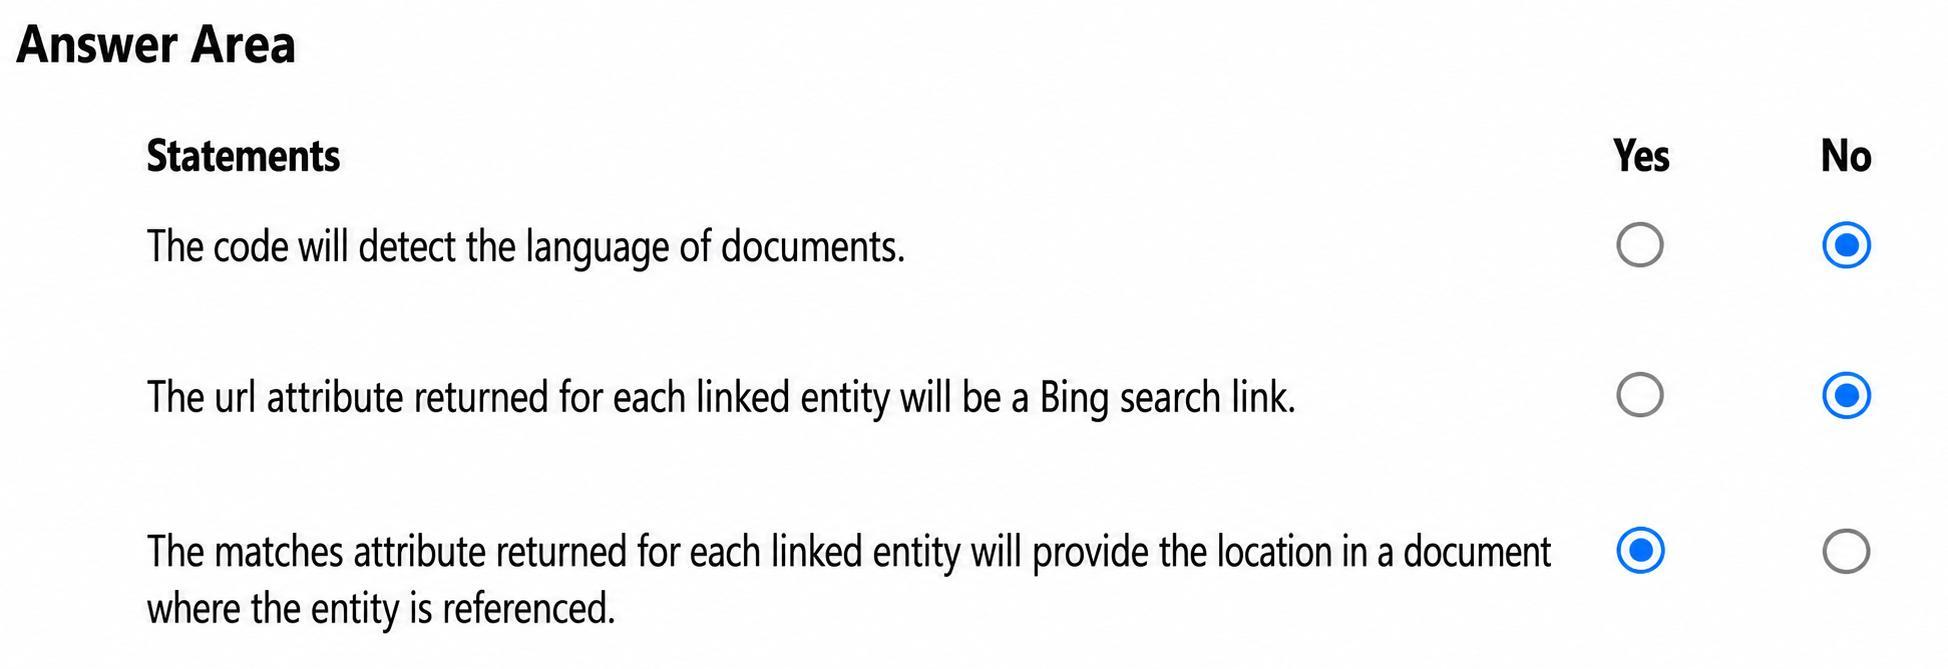 Answer Area
Statements Yes No
The code will detect the language of documents.
The url attribute returned for each linked entity will be a Bing search link.
The matches attribute returned for each linked entity will provide the location in a document
where the entity is referenced.